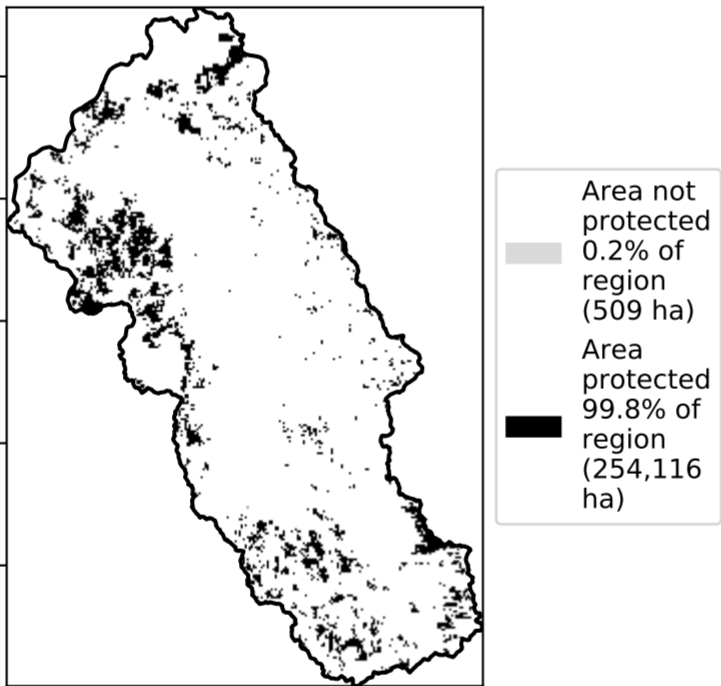 Area not
protected
0.2% of
region
(509 ha)
Area
protected
99.8% of
region
(254,116
ha)